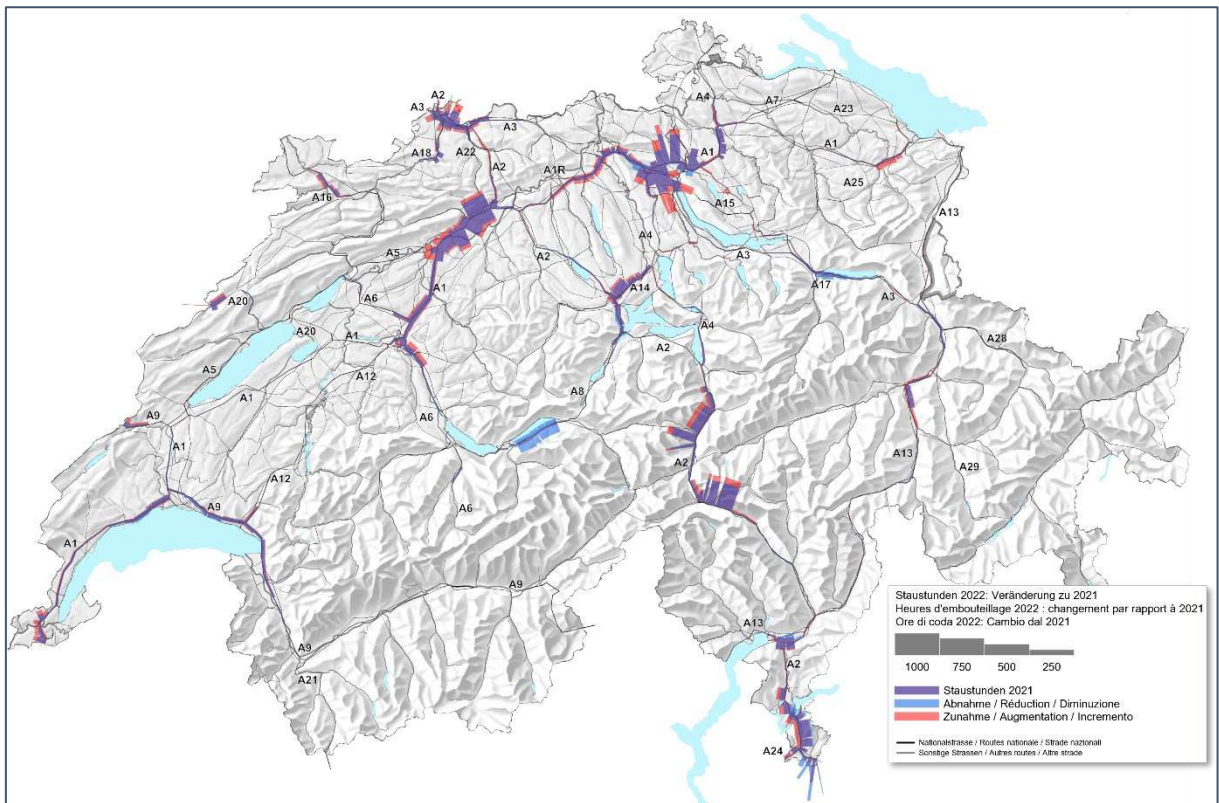 A2
A3
A4
A7
A23
A3
A22
A18
A2
A1
A1
A1R
A25
A16
A15
A13
A5
A4
A2
A3
A6
A1
A14
A17
A20
A3
A20
A4
A1
A2
A28
A5
A12
A1
A8
A9
A6
A1
A2
A13
A29
A12
A6
A9
A1
A9
A13
A9
A2
A21
A24
Staustunden 2022: Veränderung zu 2021
Heures d'embouteillage 2022 : changement par rapport à 2021
Ore di coda 2022: Cambio dal 2021
1000 750 500 250
Staustunden 2021
Abnahme / Réduction / Diminuzione
Zunahme / Augmentation / Incremento
Nationalstrasse / Routes nationale / Strade nazionali
Sonstige Strassen / Autres routes / Altre strade